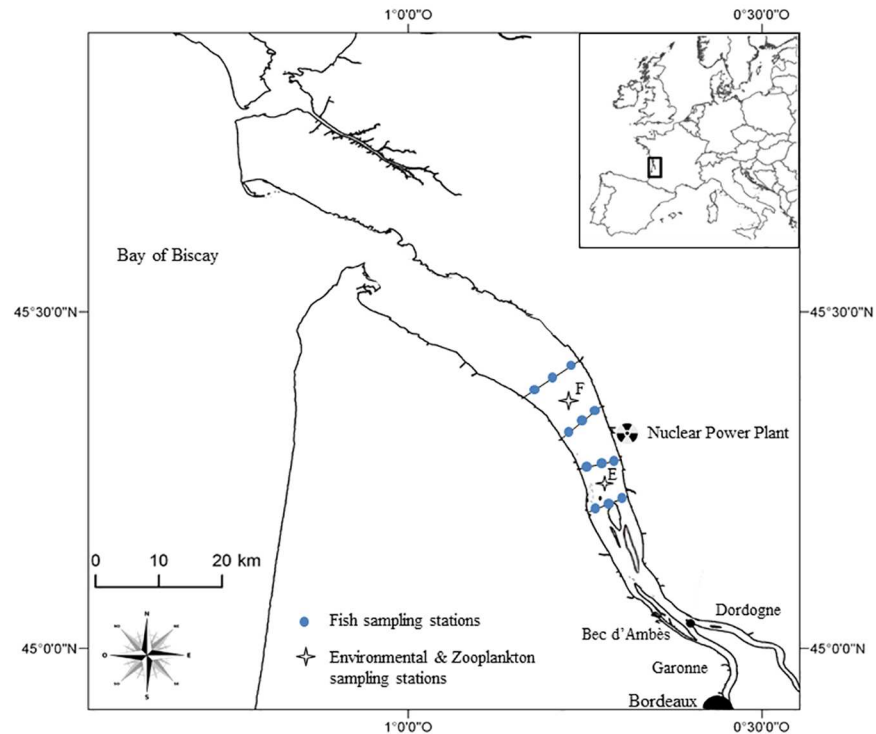 1°0'0"O 0°30'0"O
Bay of Biscay
45°30'0"N 45°30'0"N
F
Nuclear Power Plant
E
0 10 20 km
Fish sampling stations
Environmental & Zooplankton
sampling stations
N
O E
S
Dordogne
Bec d'Ambès
45°0'0"N 45°0'0"N
Garonne
Bordeaux
1°0'0"O 0°30'0"O